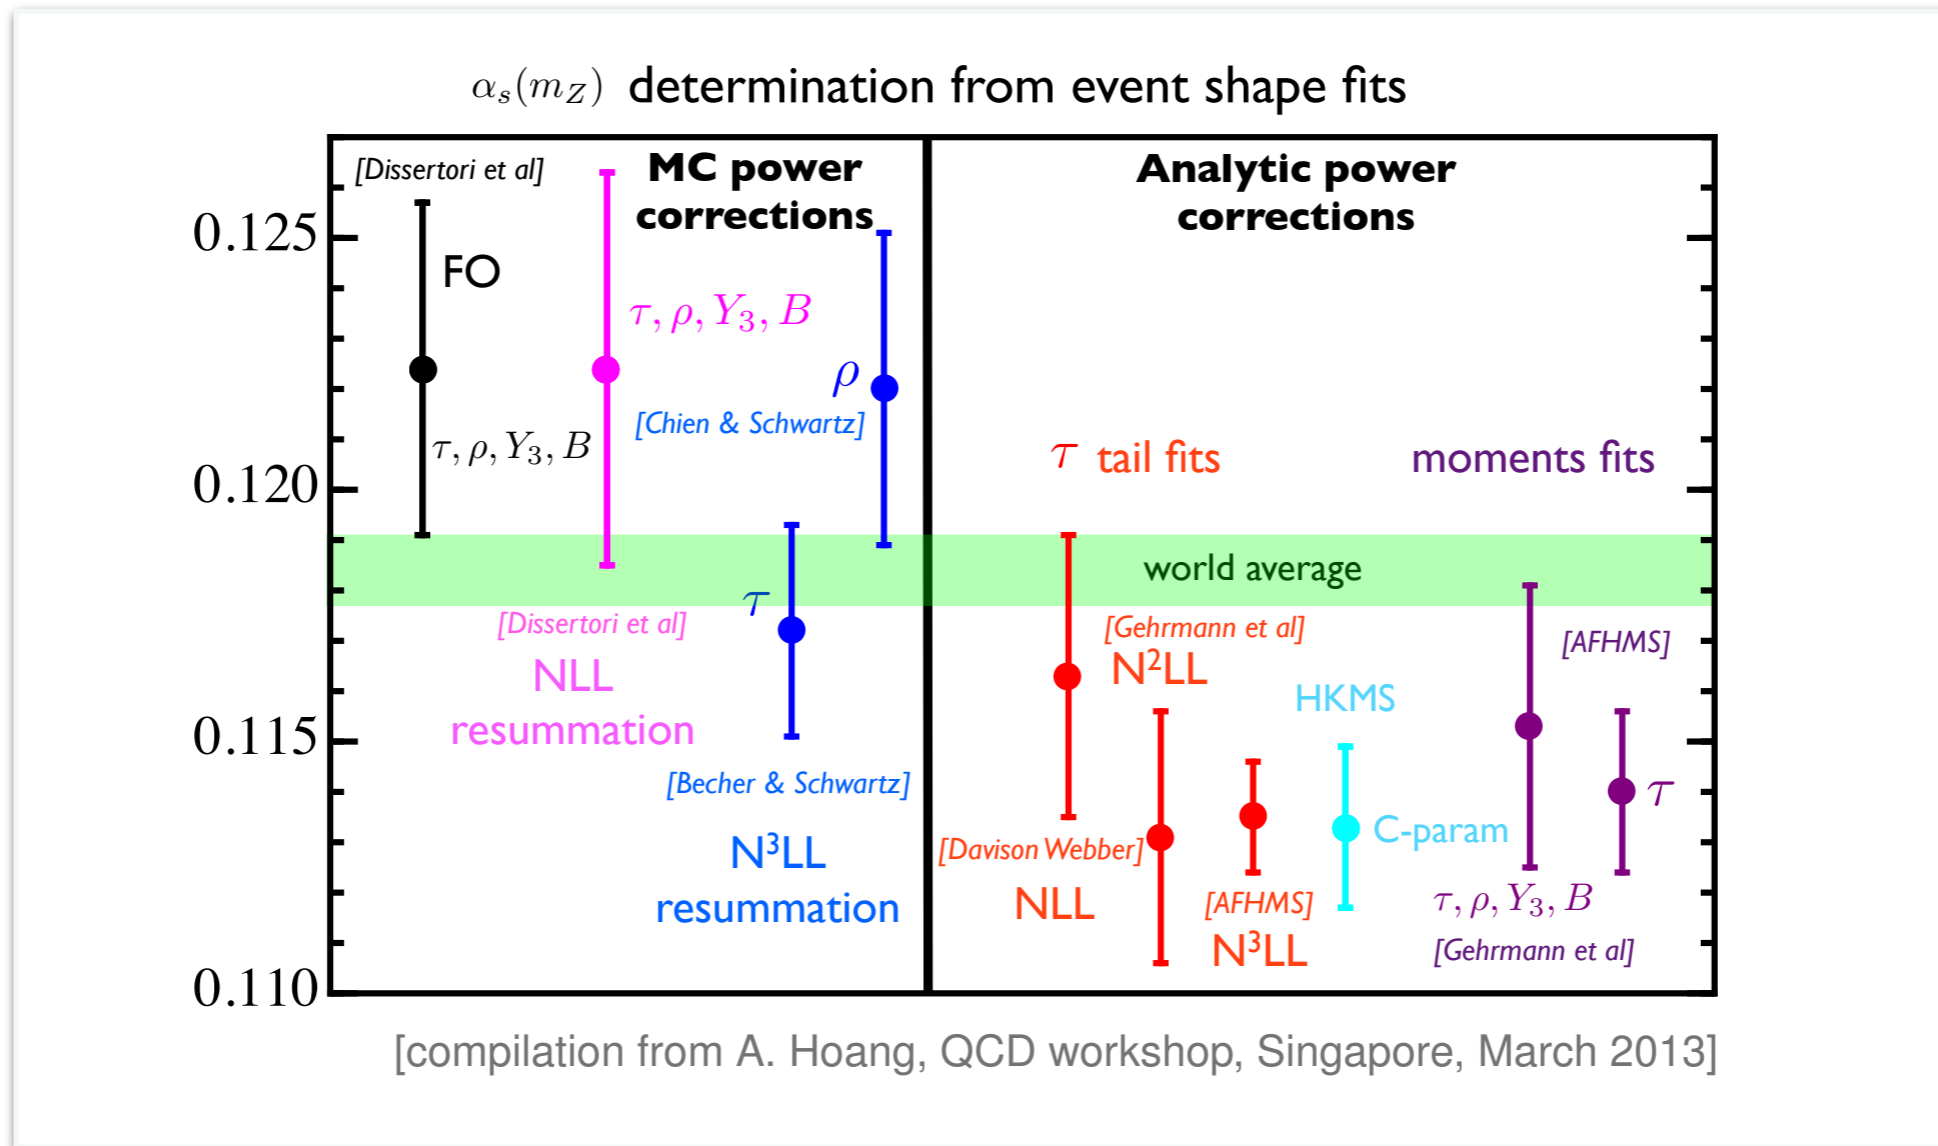 αₛ(m_Z) determination from event shape fits
[Dissertori et al]
MC power
corrections
Analytic power
corrections
0.125
FO
τ, ρ, Y₃, B
ρ
[Chien & Schwartz]
τ, ρ, Y₃, B
τ tail fits
moments fits
0.120
world average
τ
[Dissertori et al]
NLL
resummation
[Gehrmann et al]
N²LL
[AFHMS]
HKMS
0.115
[Becher & Schwartz]
N³LL
resummation
τ
C-param
[Davison Webber]
NLL
[AFHMS]
N³LL
τ, ρ, Y₃, B
[Gehrmann et al]
0.110
[compilation from A. Hoang, QCD workshop, Singapore, March 2013]